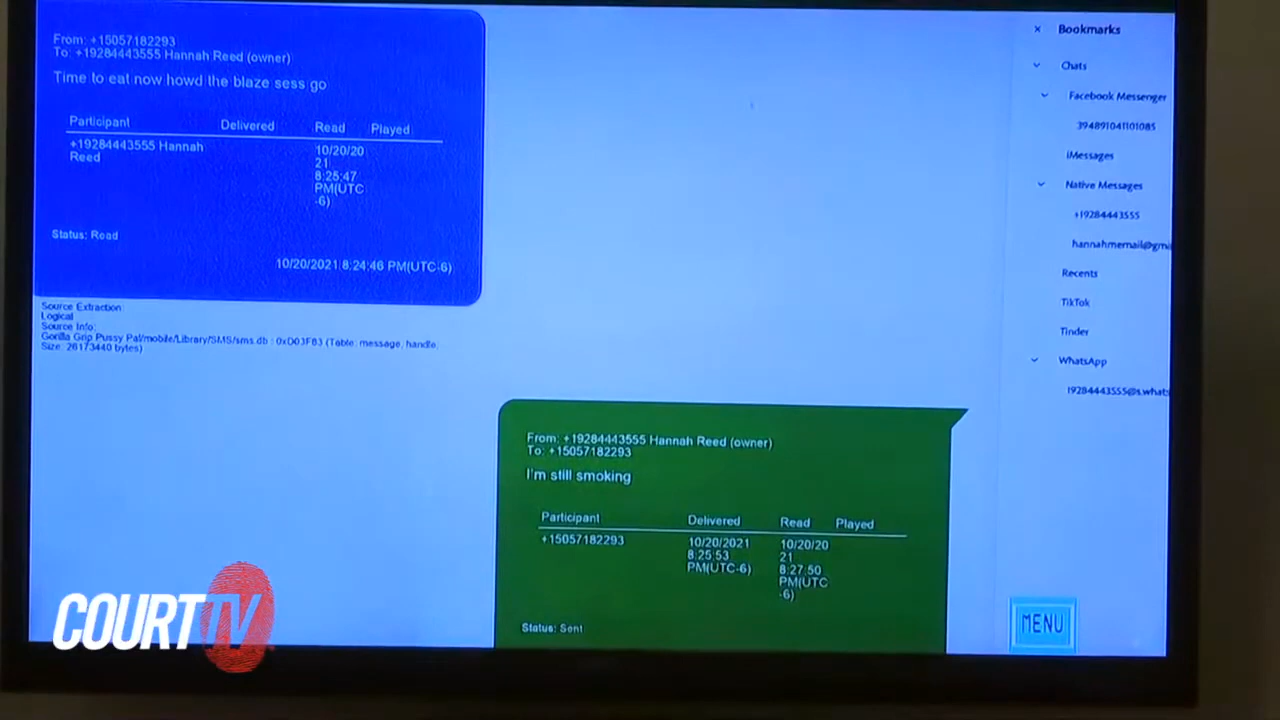 From: +15057182293
To: +19284443555 Hannah Reed (owner)
Time to eat now howd the blaze sess go
Participant Delivered Read Played
+19284443555 Hannah Reed 10/20/20
21
8:25:47
PM(UTC
-6)
Status: Read
10/20/2021 8:24:46 PM(UTC-6)
Source Extraction:
Logical
Source Info:
Gorilla Grip Pussy Pal/mobile/Library/SMS/sms.db : 0xD03F83 (Table: message, handle,
Size: 26173440 bytes)
From: +19284443555 Hannah Reed (owner)
To: +15057182293
I'm still smoking
Participant Delivered Read Played
+15057182293 10/20/2021 10/20/20
8:25:53 21
PM(UTC-6) 8:27:50
PM(UTC
-6)
Status: Sent
× Bookmarks
Chats
Facebook Messenger
394891041101085
iMessages
Native Messages
+19284443555
hannahmemail@gmi
Recents
TikTok
Tinder
WhatsApp
19284443555@s.whats
MENU
COURT TV